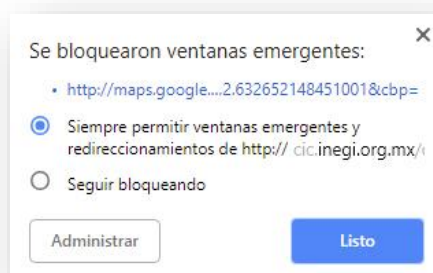 Se bloquearon ventanas emergentes:
• http://maps.google....2.632652148451001&cbp=
Siempre permitir ventanas emergentes y
redireccionamientos de http:// cic.inegi.org.mx/
Seguir bloqueando
Administrar
Listo